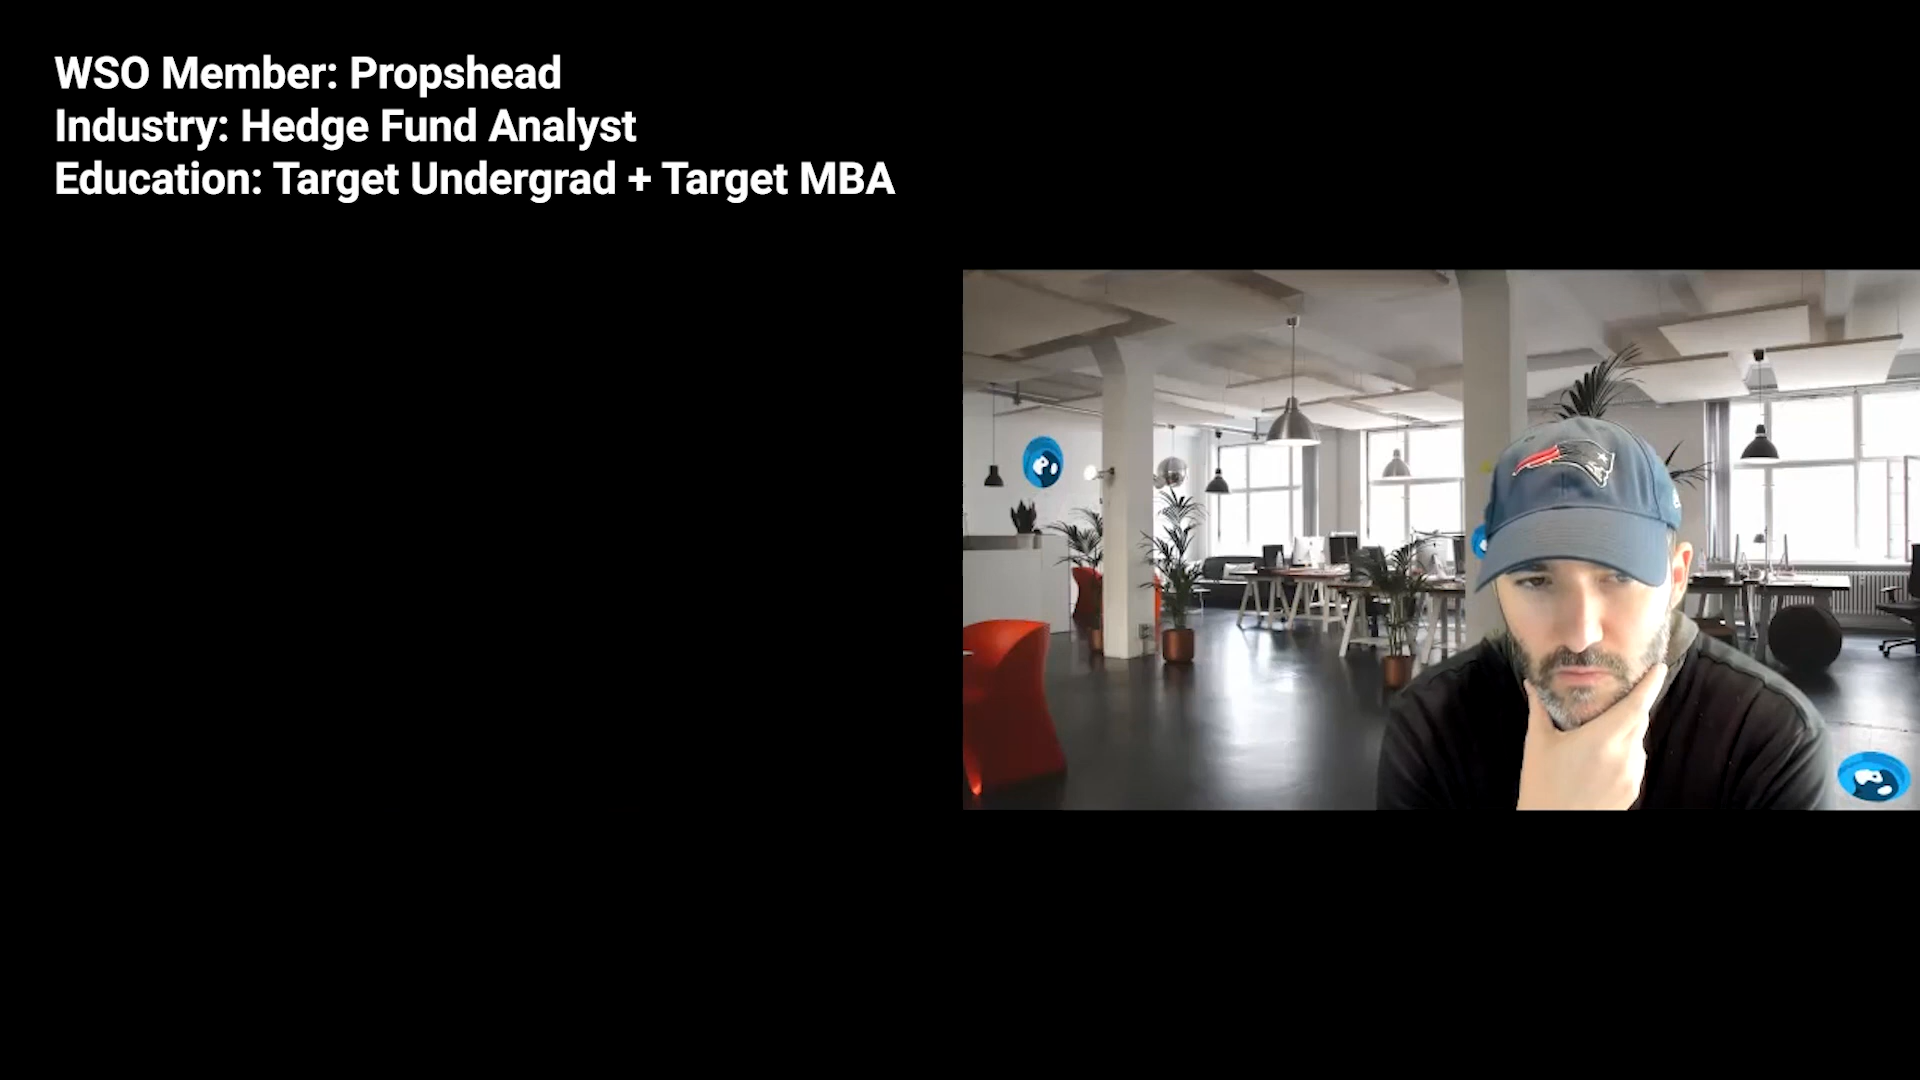 WSO Member: Propshead
Industry: Hedge Fund Analyst
Education: Target Undergrad + Target MBA